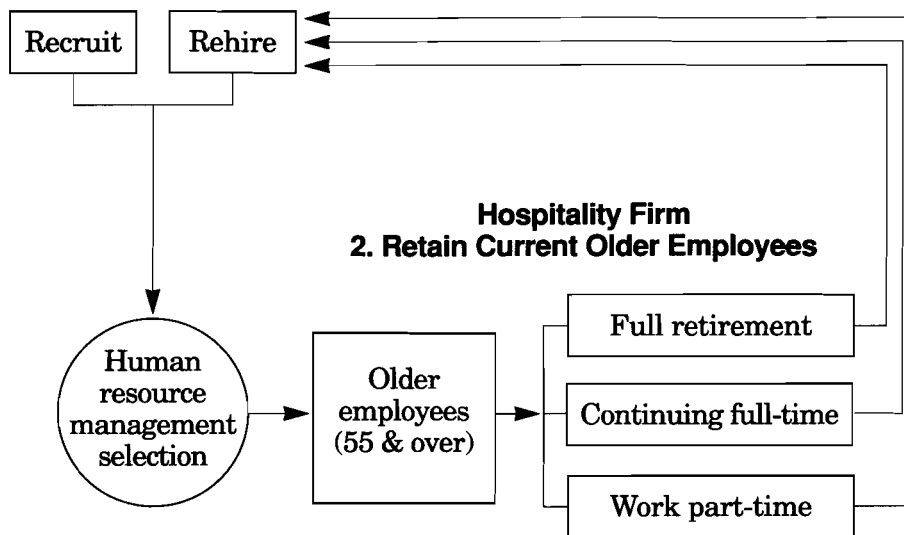 Recruit
Rehire
Hospitality Firm
2. Retain Current Older Employees
Full retirement
Human
resource
management
selection
Older
employees
(55 & over)
Continuing full-time
Work part-time